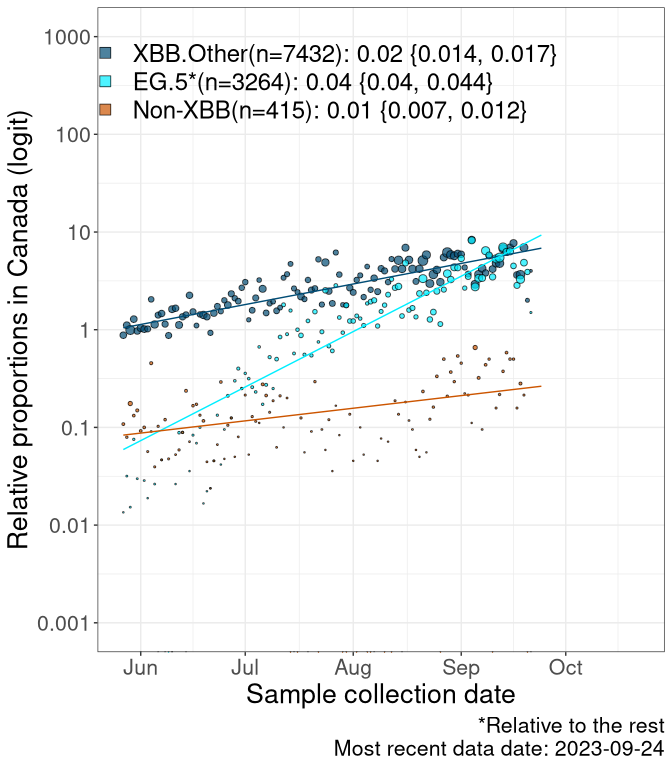 1000
100
10
1
0.1
0.01
0.001
Relative proportions in Canada (logit)
XBB.Other(n=7432): 0.02 {0.014, 0.017}
EG.5*(n=3264): 0.04 {0.04, 0.044}
Non-XBB(n=415): 0.01 {0.007, 0.012}
Jun Jul Aug Sep Oct
Sample collection date
*Relative to the rest
Most recent data date: 2023-09-24